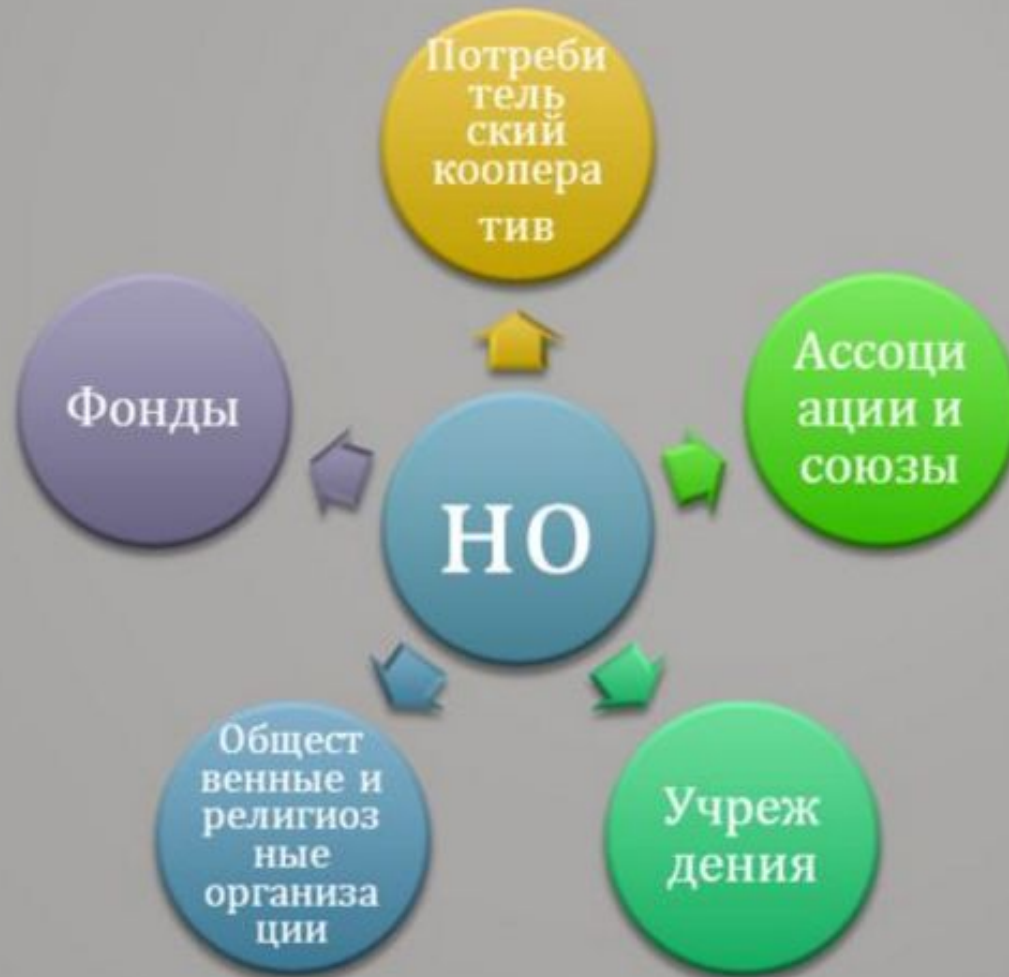 Потреби
тель
ский
коопера
тив
Фонды
Ассоци
ации и
союзы
НО
Общест
венные и
религиоз
ные
организа
ции
Учреж
дения